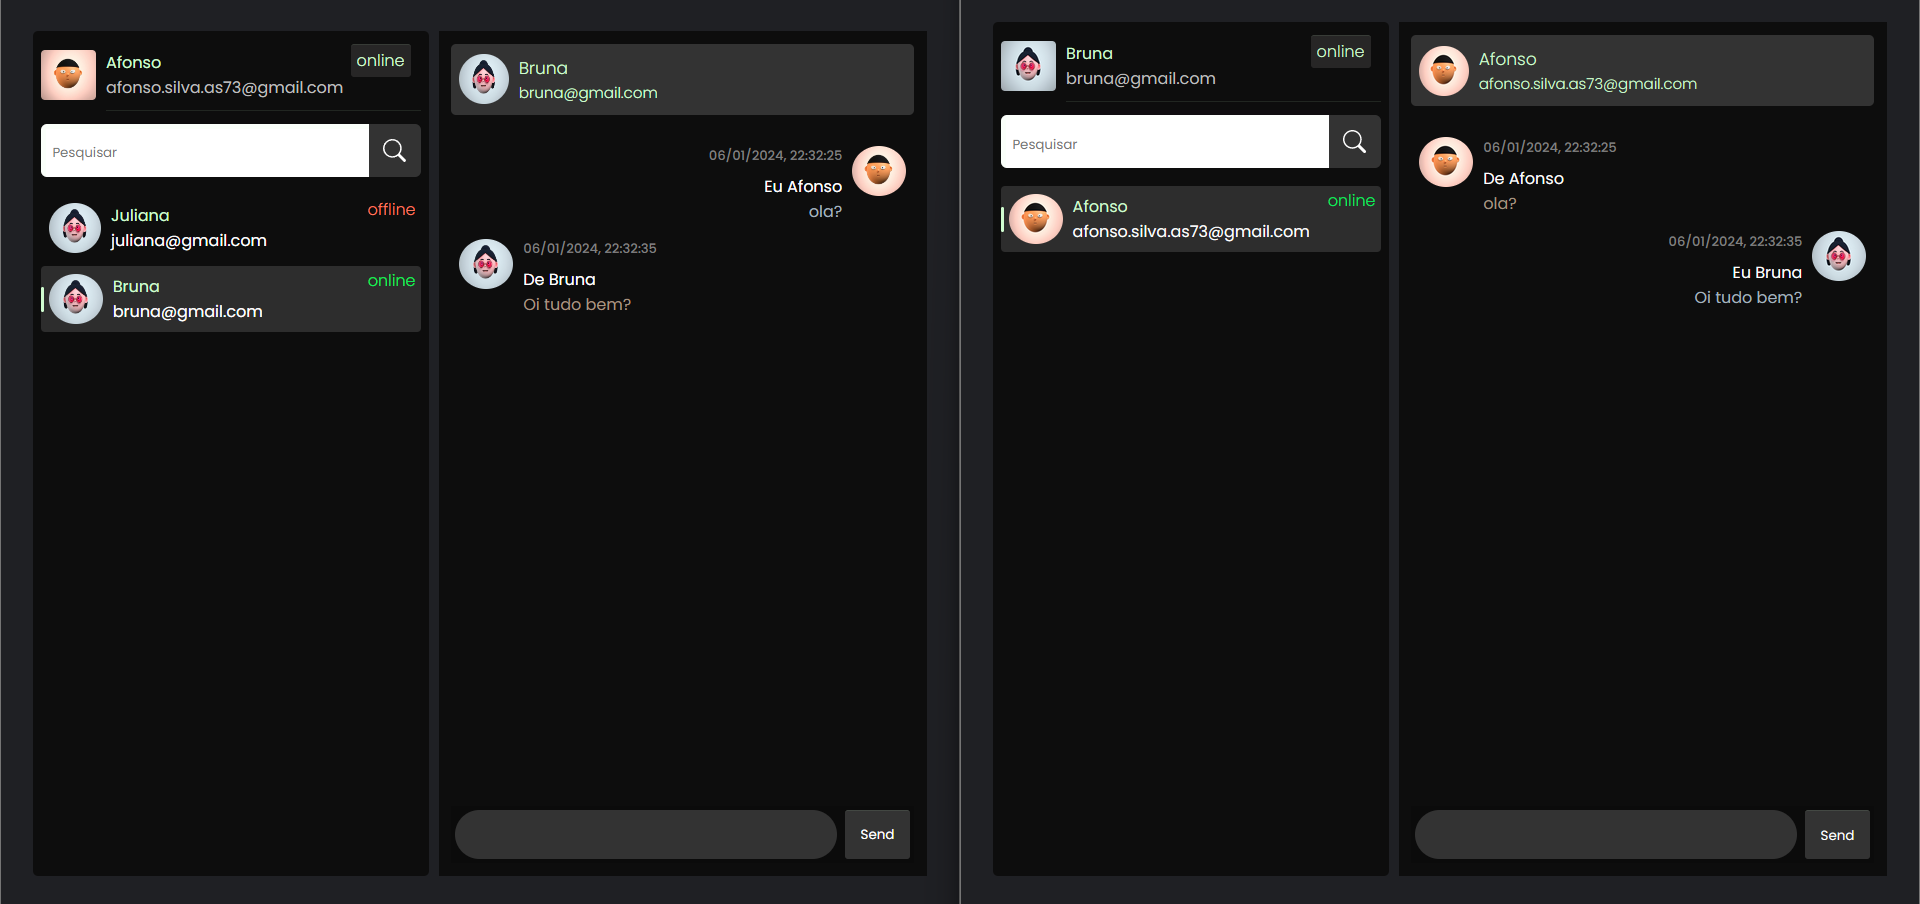 Afonso
online
afonso.silva.as73@gmail.com
Pesquisar
Juliana
offline
juliana@gmail.com
Bruna
online
bruna@gmail.com
Bruna
bruna@gmail.com
06/01/2024, 22:32:25
Eu Afonso
ola?
06/01/2024, 22:32:35
De Bruna
Oi tudo bem?
Send
Bruna
online
bruna@gmail.com
Pesquisar
Afonso
online
afonso.silva.as73@gmail.com
Afonso
afonso.silva.as73@gmail.com
06/01/2024, 22:32:25
De Afonso
ola?
06/01/2024, 22:32:35
Eu Bruna
Oi tudo bem?
Send